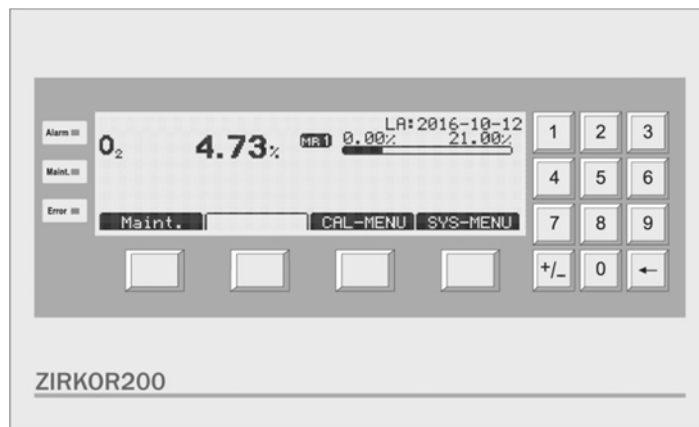 LA:2016-10-12
O₂ 4.73% MR1 0.00% 21.00%
Alarm
Maint.
Error
Maint. CAL-MENU SYS-MENU
1 2 3
4 5 6
7 8 9
+/- 0 ←
ZIRKOR200